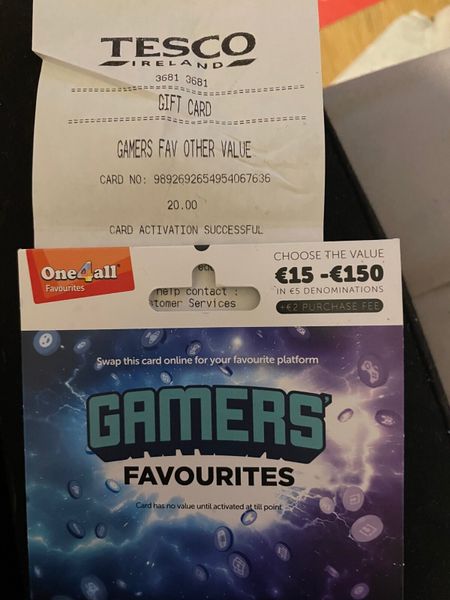 TESCO
IRELAND
3681 3681
GIFT CARD
GAMERS FAV OTHER VALUE
CARD NO: 9892692654954067636
20.00
CARD ACTIVATION SUCCESSFUL
One4all
Favourites
help contact :
stomer Services
CHOOSE THE VALUE
€15 -€150
IN €5 DENOMINATIONS
+€2 PURCHASE FEE
Swap this card online for your favourite platform
GAMERS'
FAVOURITES
Card has no value until activated at till point